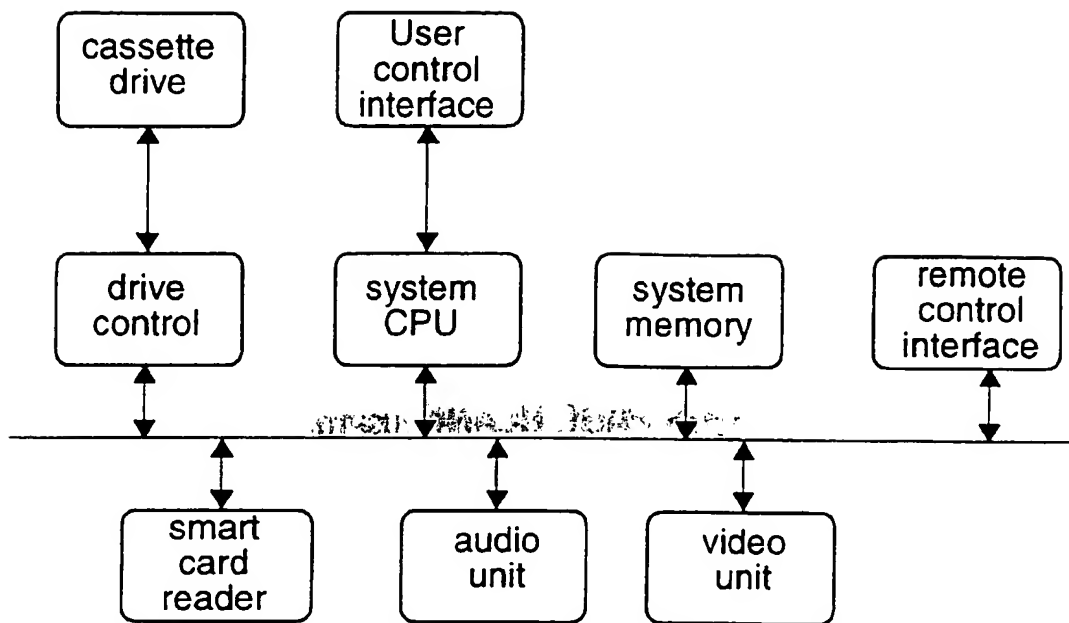 cassette
drive
User
control
interface
drive
control
system
CPU
system
memory
remote
control
interface
smart
card
reader
audio
unit
video
unit